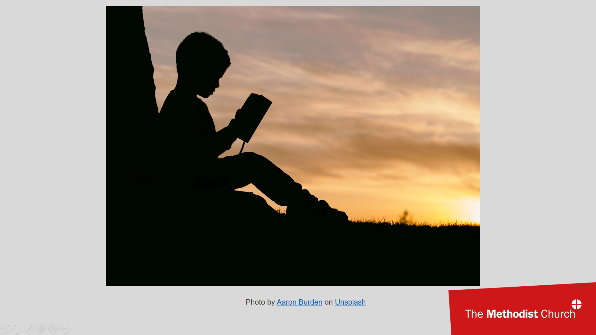 Photo by Aaron Burden on Unsplash
The Methodist Church